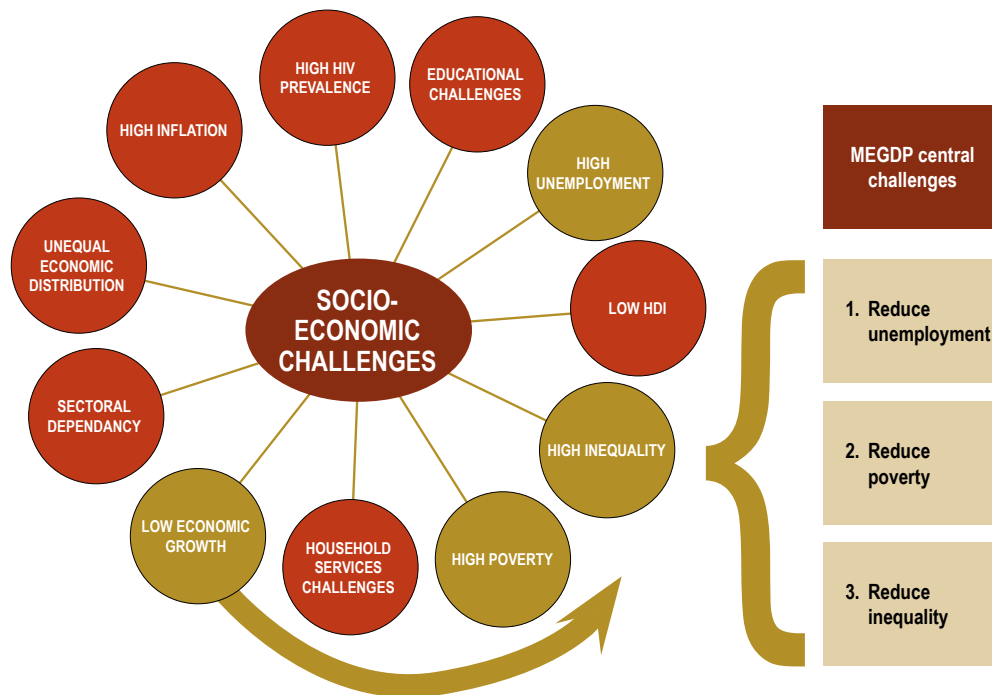 HIGH HIV
PREVALENCE
EDUCATIONAL
CHALLENGES
HIGH INFLATION
HIGH
UNEMPLOYMENT
UNEQUAL
ECONOMIC
DISTRIBUTION
SOCIO-
ECONOMIC
CHALLENGES
LOW HDI
SECTORAL
DEPENDANCY
HIGH INEQUALITY
LOW ECONOMIC
GROWTH
HOUSEHOLD
SERVICES
CHALLENGES
HIGH POVERTY
MEGDP central
challenges
1. Reduce
unemployment
2. Reduce
poverty
3. Reduce
inequality